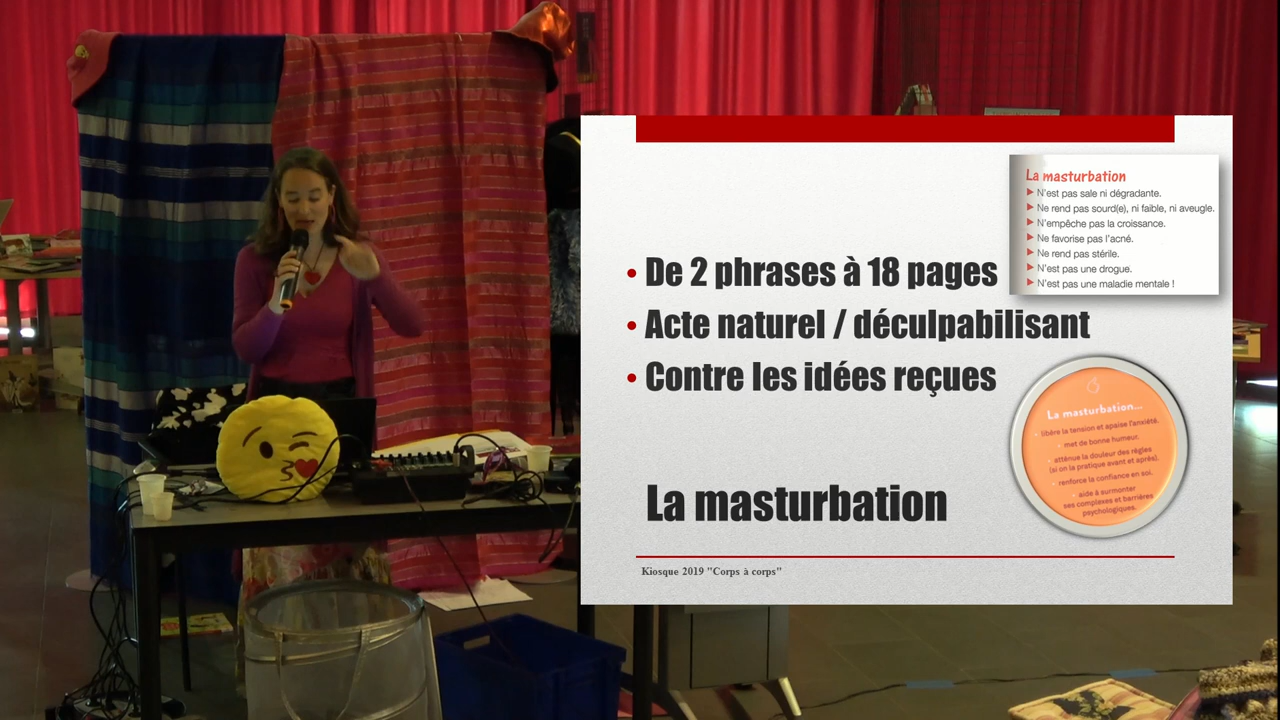 La masturbation
N'est pas sale ni dégradante.
Ne rend pas sourd(e), ni faible, ni aveugle.
N'empêche pas la croissance.
Ne favorise pas l'acné.
Ne rend pas stérile.
N'est pas une drogue.
N'est pas une maladie mentale !
• De 2 phrases à 18 pages
• Acte naturel / déculpabilisant
• Contre les idées reçues
La masturbation...
• libère la tension et apaise l'anxiété.
• met de bonne humeur.
• atténue la douleur des règles
(si on la pratique avant et après).
• renforce la confiance en soi.
• aide à surmonter
ses complexes et barrières
psychologiques.
La masturbation
Kiosque 2019 "Corps à corps"